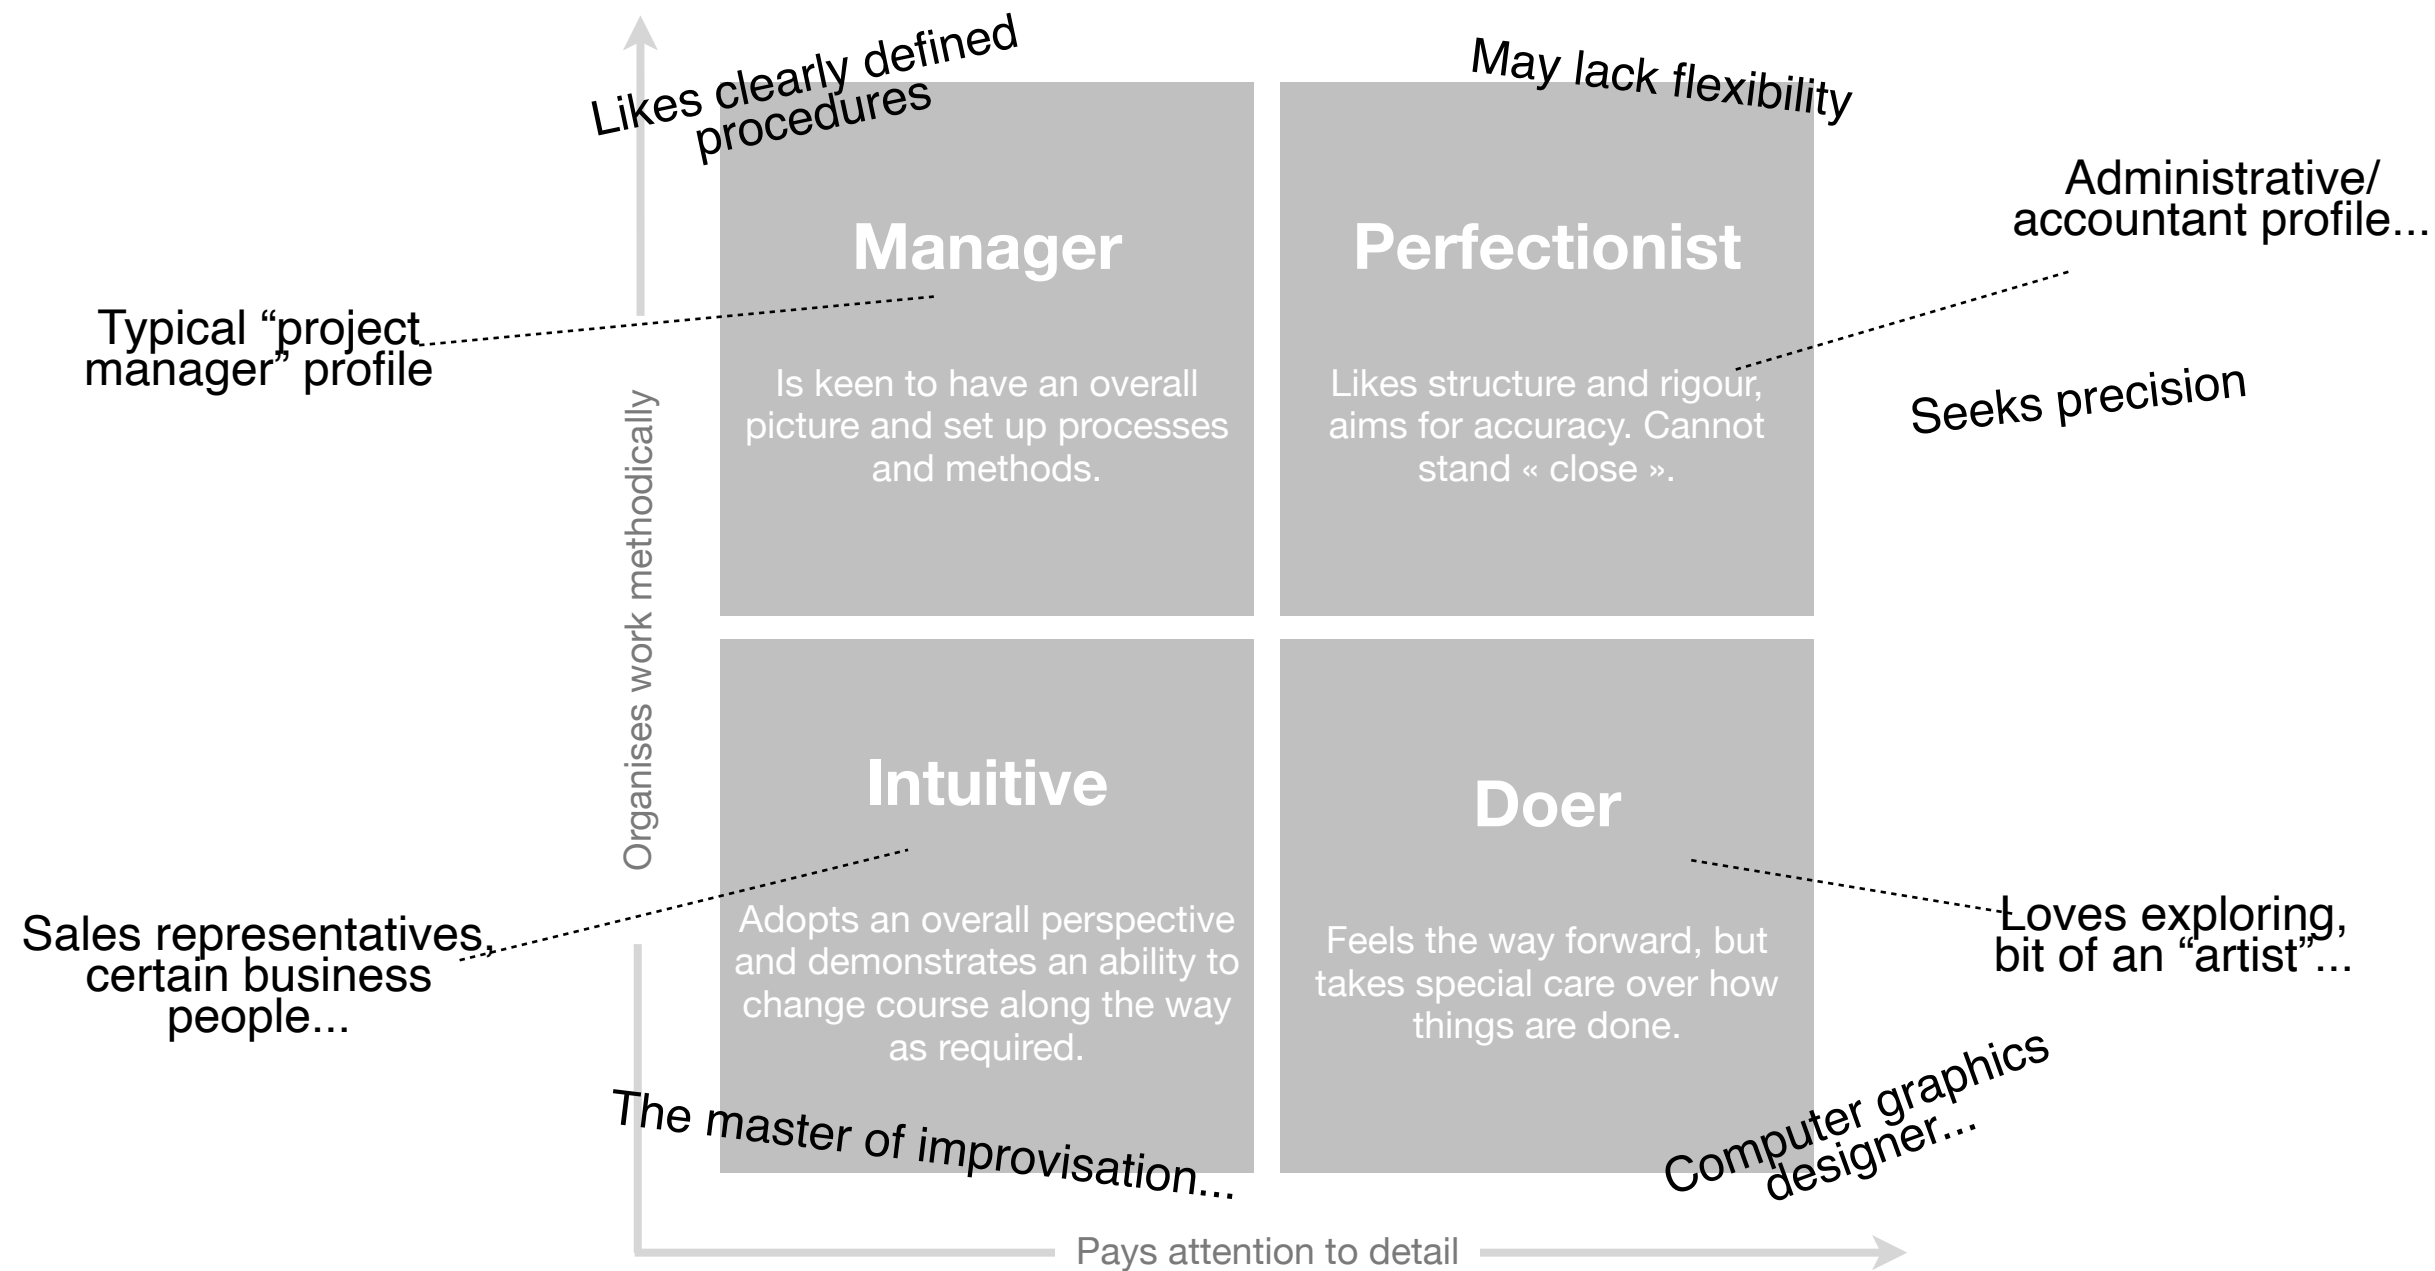 Likes clearly defined
procedures
May lack flexibility
Administrative/
accountant profile...
Manager
Perfectionist
Typical “project
manager” profile
Is keen to have an overall
picture and set up processes
and methods.
Likes structure and rigour,
aims for accuracy. Cannot
stand « close ».
Seeks precision
Organises work methodically
Intuitive
Doer
Sales representatives,
certain business
people...
Adopts an overall perspective
and demonstrates an ability to
change course along the way
as required.
Feels the way forward, but
takes special care over how
things are done.
Loves exploring,
bit of an “artist”...
The master of improvisation...
Computer graphics
designer...
Pays attention to detail